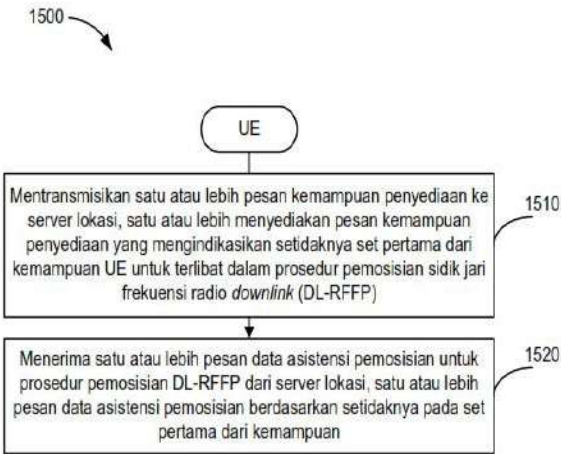 1500
UE
Mentransmisikan satu atau lebih pesan kemampuan penyediaan ke
server lokasi, satu atau lebih menyediakan pesan kemampuan
penyediaan yang mengindikasikan setidaknya set pertama dari
kemampuan UE untuk terlibat dalam prosedur pemosisian sidik jari
frekuensi radio downlink (DL-RFFP)
1510
Menerima satu atau lebih pesan data asistensi pemosisian untuk
prosedur pemosisian DL-RFFP dari server lokasi, satu atau lebih
pesan data asistensi pemosisian berdasarkan setidaknya pada set
pertama dari kemampuan
1520